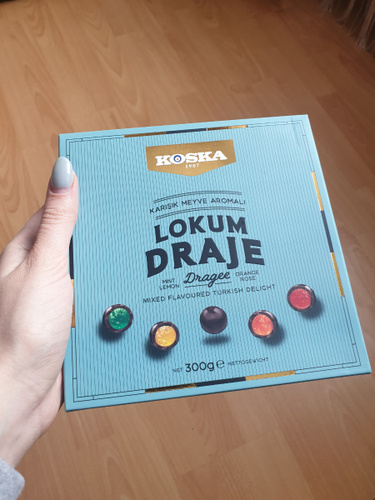 KOSKA
1907
KARIŞIK MEYVE AROMALI
LOKUM
DRAJE
MINT
LEMON
Dragee
ORANGE
ROSE
MIXED FLAVOURED TURKISH DELIGHT
NET 300g e NETTOGEWICHT